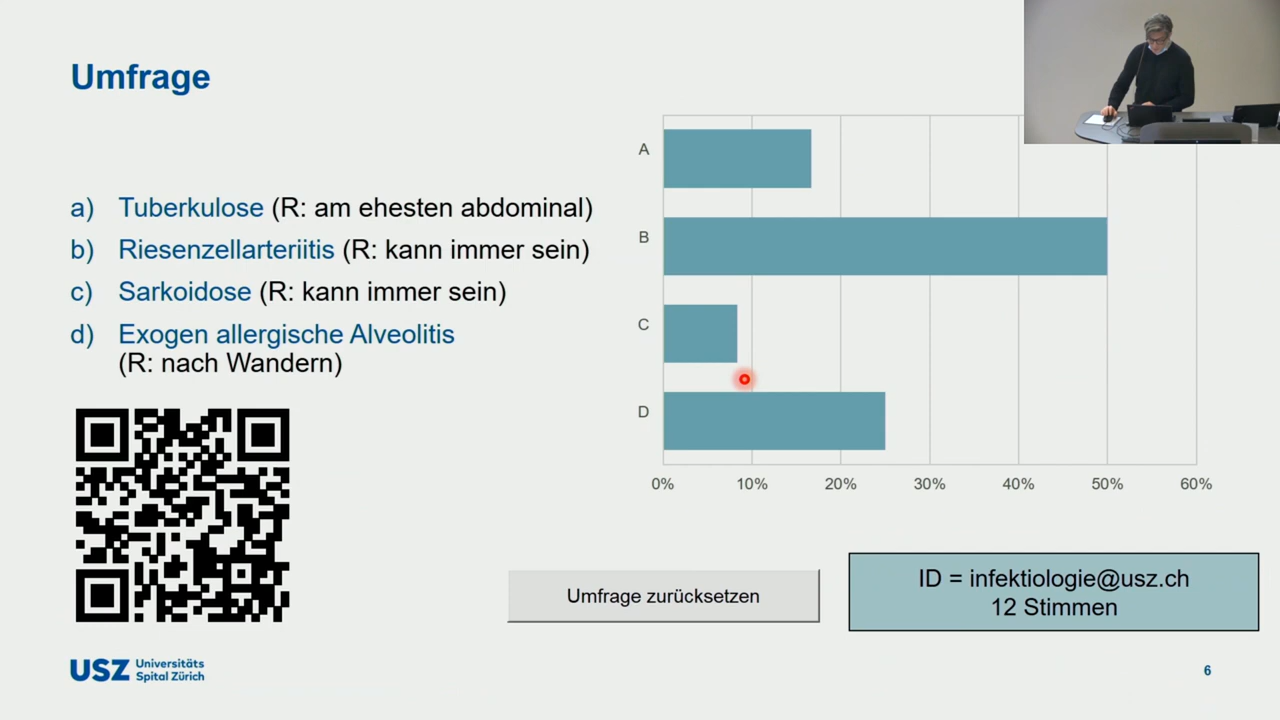 Umfrage
a) Tuberkulose (R: am ehesten abdominal)
b) Riesenzellarteriitis (R: kann immer sein)
c) Sarkoidose (R: kann immer sein)
d) Exogen allergische Alveolitis
(R: nach Wandern)
A
B
C
D
0% 10% 20% 30% 40% 50% 60%
Umfrage zurücksetzen
ID = infektiologie@usz.ch
12 Stimmen
USZ Universitäts
Spital Zürich
6